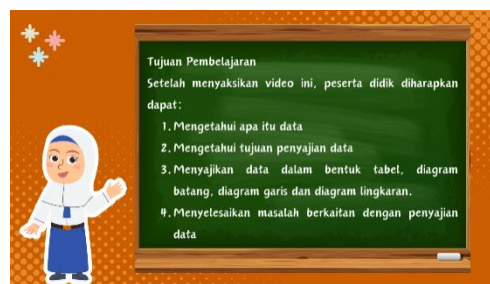 Tujuan Pembelajaran
Setelah menyaksikan video ini, peserta didik diharapkan
dapat:
1. Mengetahui apa itu data
2. Mengetahui tujuan penyajian data
3. Menyajikan data dalam bentuk tabel, diagram
batang, diagram garis dan diagram lingkaran.
4. Menyelesaikan masalah berkaitan dengan penyajian
data